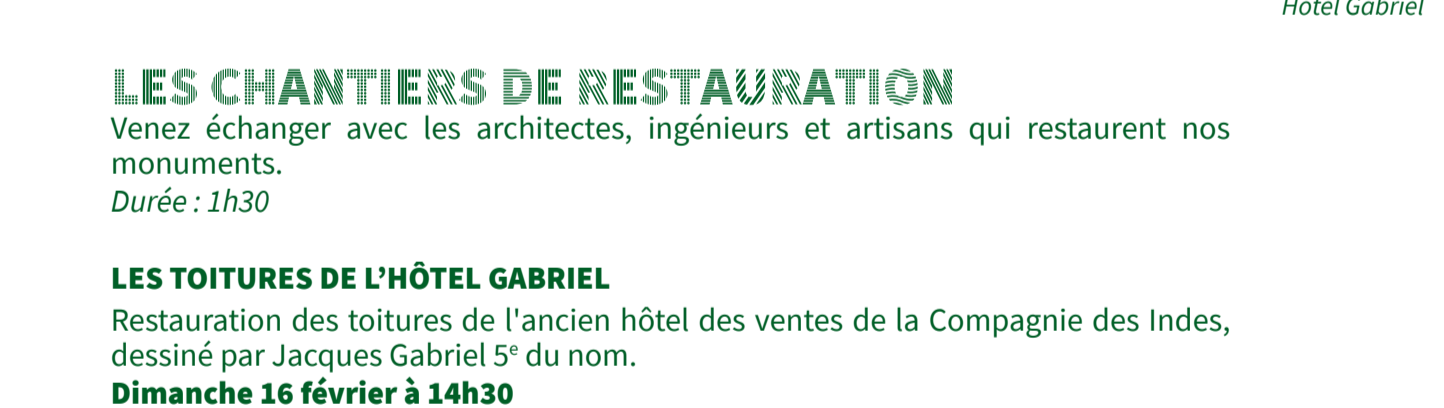 Hôtel Gabriel
LES CHANTIERS DE RESTAURATION
Venez échanger avec les architectes, ingénieurs et artisans qui restaurent nos
monuments.
Durée : 1h30
LES TOITURES DE L’HÔTEL GABRIEL
Restauration des toitures de l'ancien hôtel des ventes de la Compagnie des Indes,
dessiné par Jacques Gabriel 5e du nom.
Dimanche 16 février à 14h30